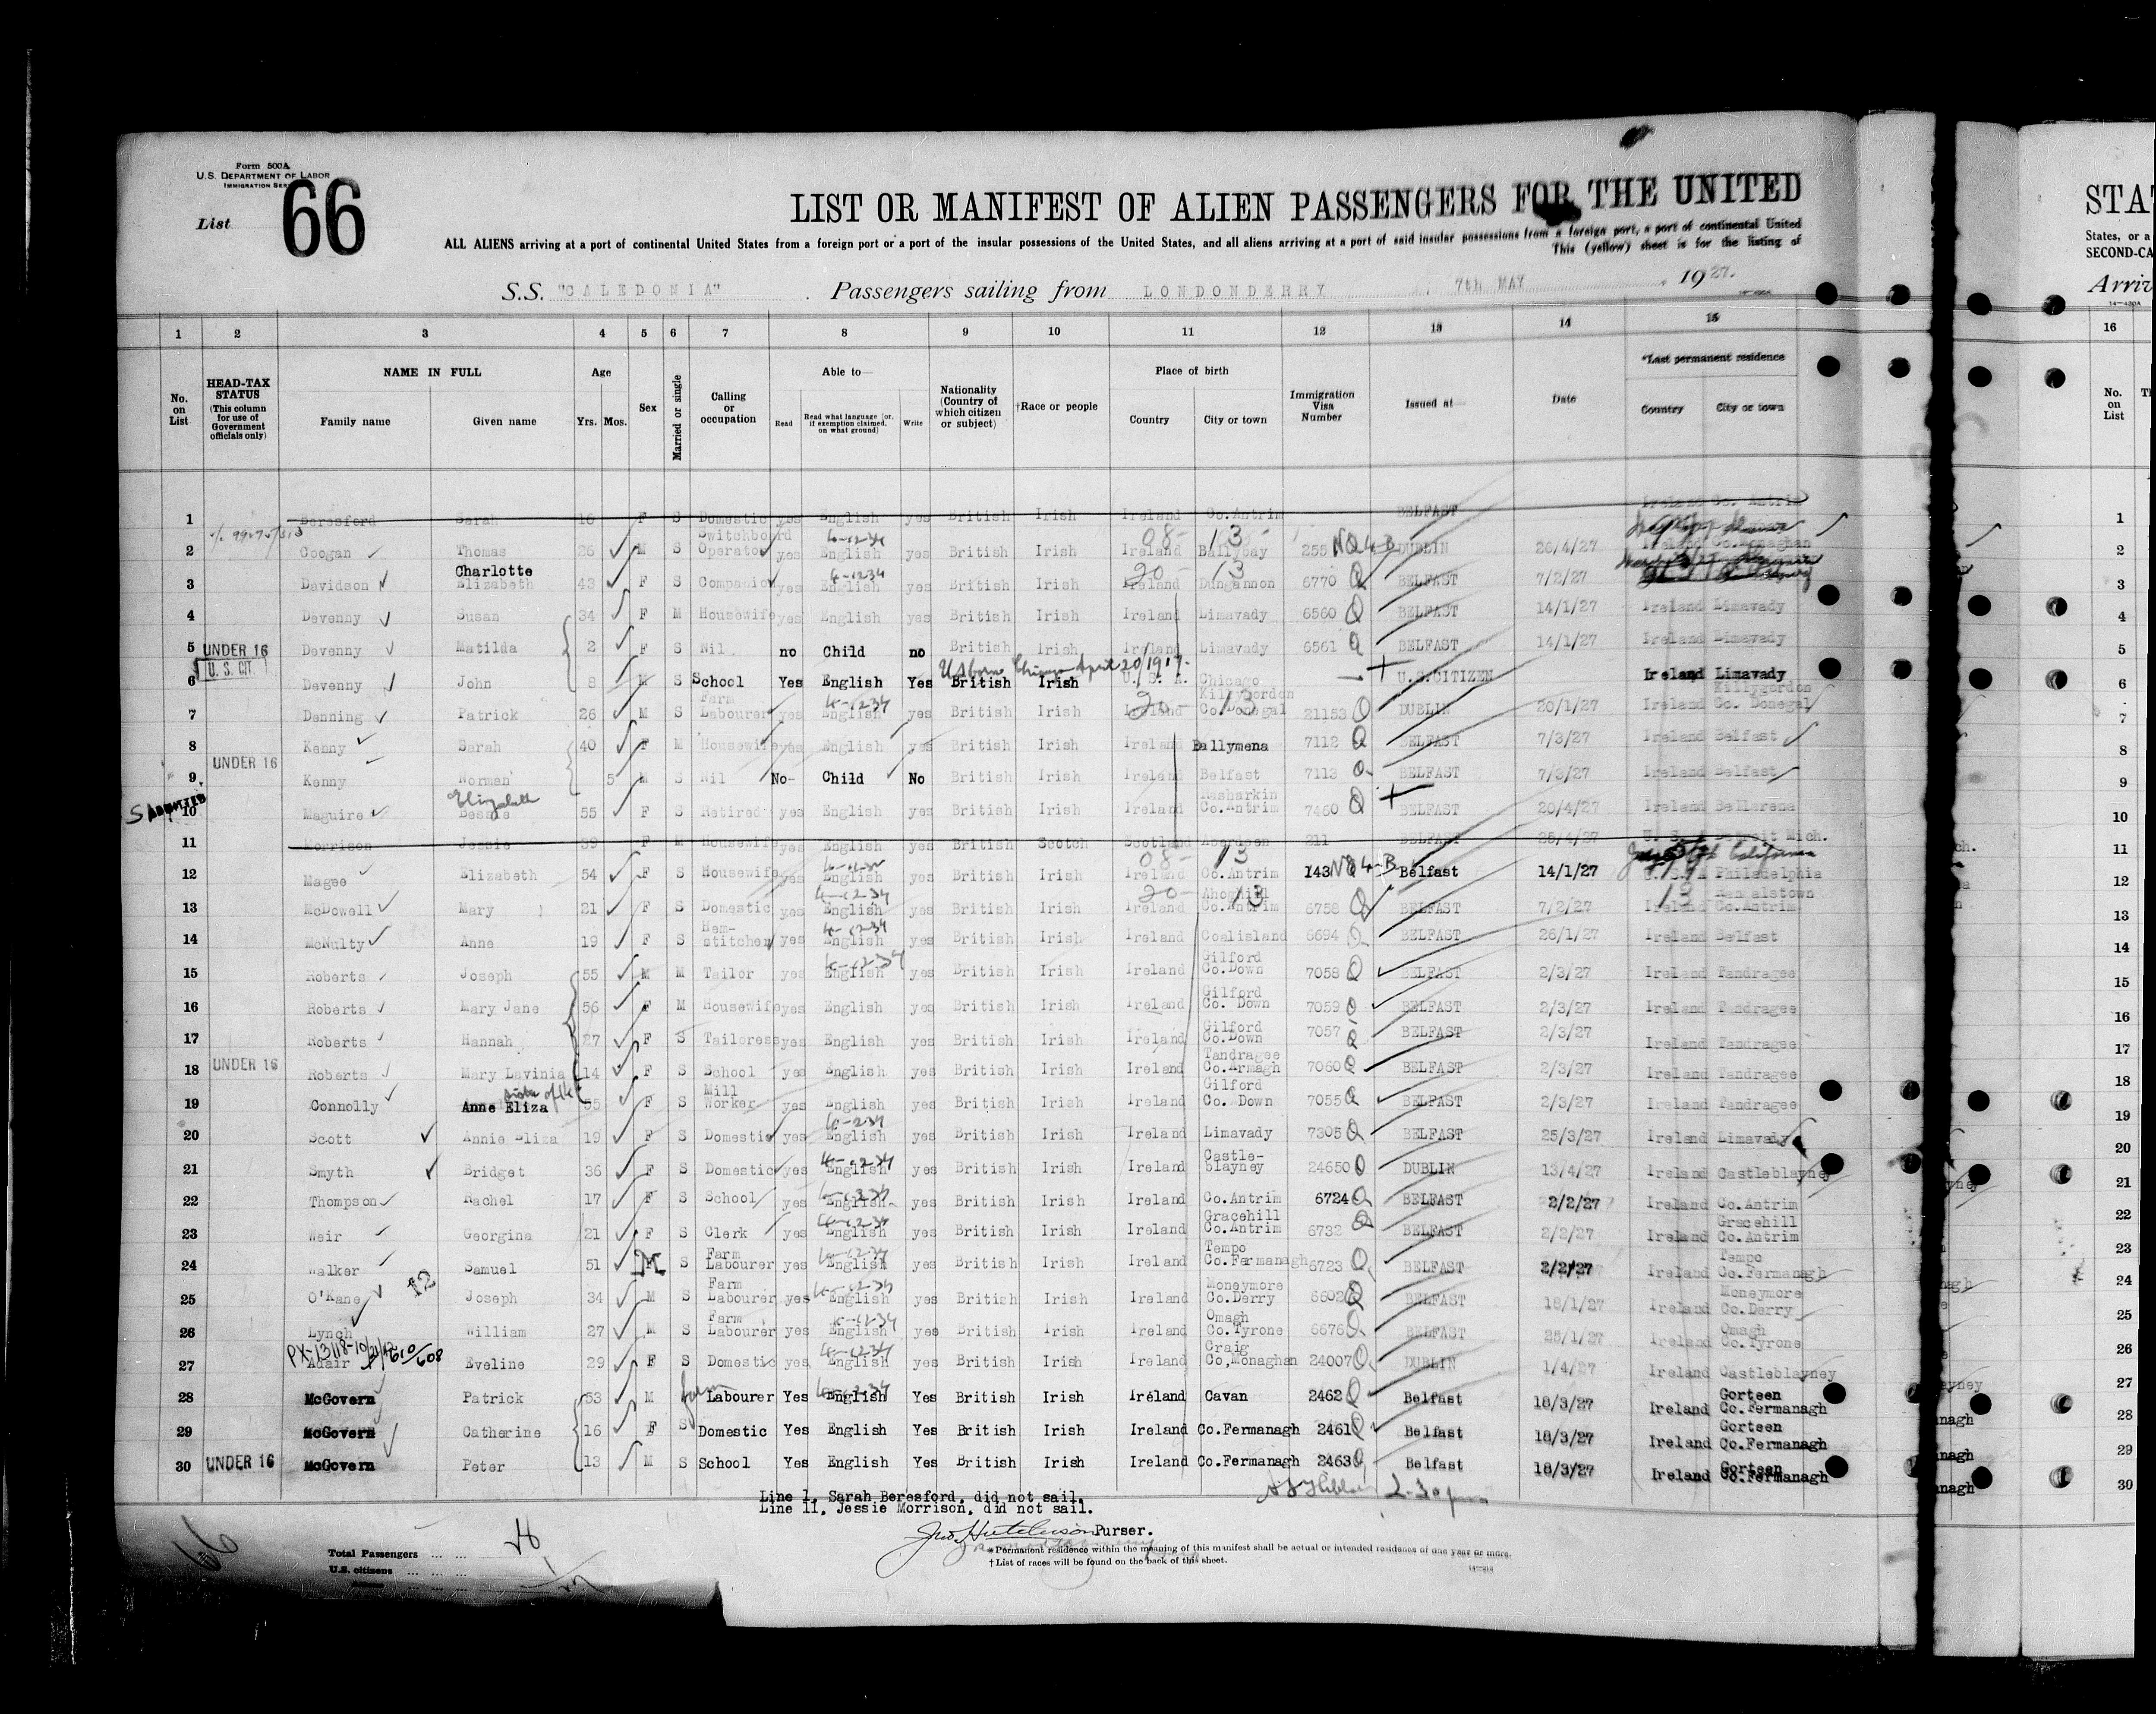 Form 500A
U.S. DEPARTMENT OF LABOR
List 66
LIST OR MANIFEST OF ALIEN PASSENGERS FOR THE UNITED
ALL ALIENS arriving at a port of continental United States from a foreign port or a port of the insular possessions of the United States, and all aliens arriving at a port of said insular possessions from a foreign port, a port of continental United
This (yellow) sheet is for the listing of
S.S. "CALEDONIA" Passengers sailing from LONDONDERRY, 7th MAY, 1927.
1 2 3 4 5 6 7 8 9 10 11 12 13 14 15
No. on List
HEAD-TAX STATUS (This column for use of Government officials only)
NAME IN FULL
Family name Given name
Age
Yrs. Mos.
Sex
Married or single
Calling or occupation
Able to—
Read Read what language (or, if exemption claimed, on what ground) Write
Nationality (Country of which citizen or subject)
†Race or people
Place of birth
Country City or town
Immigration Visa Number
Issued at
Date
*Last permanent residence
Country City or town
1 Beresford Sarah 16 F S Domestic yes English yes British Irish Ireland Co.Antrim BELFAST Ireland Co. Antrim
2 Coogan Thomas 26 M S Switchboard Operator yes English yes British Irish Ireland Ballybay 255 NQ4-B DUBLIN 26/4/27 Ireland Co.Monaghan
3 Davidson Charlotte Elizabeth 43 F S Companion yes English yes British Irish Ireland Dungannon 6770 Q BELFAST 7/2/27
4 Devenny Susan 34 F M Housewife yes English yes British Irish Ireland Limavady 6560 Q BELFAST 14/1/27 Ireland Limavady
5 UNDER 16 Devenny Matilda 2 F S Nil no Child no British Irish Ireland Limavady 6561 Q BELFAST 14/1/27 Ireland Limavady
US born Chicago April 20/1919
6 U.S. CIT. Devenny John 8 M S School Yes English Yes British Irish U.S.A. Chicago U.S.CITIZEN Ireland Limavady
7 Denning Patrick 26 M S Farm Labourer yes English yes British Irish Ireland Killygordon Co.Donegal 21153 Q DUBLIN 20/1/27 Ireland Killygordon Co. Donegal
8 Kenny Sarah 40 F M Housewife yes English yes British Irish Ireland Ballymena 7112 Q BELFAST 7/3/27 Ireland Belfast
9 UNDER 16 Kenny Norman 5 M S Nil No- Child No British Irish Ireland Belfast 7113 Q BELFAST 7/3/27 Ireland Belfast
10 Maguire Elizabeth Bessie 55 F S Retired yes English yes British Irish Ireland Rasharkin Co.Antrim 7460 Q BELFAST 20/4/27 Ireland Bellarena
11 Morrison Jessie 39 F M Housewife yes English yes British Scotch Scotland Aberdeen 211 BELFAST 25/4/27 U. S. A Detroit Mich.
12 Magee Elizabeth 54 F S Housewife yes English yes British Irish Ireland Co.Antrim 143 NQ4-B Belfast 14/1/27 U.S.A Philadelphia
13 McDowell Mary 21 F S Domestic yes English yes British Irish Ireland Ahoghill Co.Antrim 6758 Q BELFAST 7/2/27 Ireland Randalstown Co.Antrim
14 McNulty Anne 19 F S Hem-stitcher yes English yes British Irish Ireland Coalisland 6694 Q BELFAST 26/1/27 Ireland Belfast
15 Roberts Joseph 55 M M Tailor yes English yes British Irish Ireland Gilford Co.Down 7058 Q BELFAST 2/3/27 Ireland Tandragee
16 Roberts Mary Jane 56 F M Housewife yes English yes British Irish Ireland Gilford Co. Down 7059 Q BELFAST 2/3/27 Ireland Tandragee
17 Roberts Hannah 27 F S Tailoress yes English yes British Irish Ireland Gilford Co.Down 7057 Q BELFAST 2/3/27 Ireland Tandragee
18 UNDER 16 Roberts Mary Lavinia 14 F S School yes English yes British Irish Ireland Tandragee Co.Armagh 7060 Q BELFAST 2/3/27 Ireland Tandragee
19 Connolly Anne Eliza sister of 16 55 F S Mill Worker yes English yes British Irish Ireland Gilford Co. Down 7055 Q BELFAST 2/3/27 Ireland Tandragee
20 Scott Annie Eliza 19 F S Domestic yes English yes British Irish Ireland Limavady 7305 Q BELFAST 25/3/27 Ireland Limavady
21 Smyth Bridget 36 F S Domestic yes English yes British Irish Ireland Castle-blayney 24650 Q DUBLIN 13/4/27 Ireland Castleblayney
22 Thompson Rachel 17 F S School yes English yes British Irish Ireland Co.Antrim 6724 Q BELFAST 2/2/27 Ireland Co.Antrim
23 Weir Georgina 21 F S Clerk yes English yes British Irish Ireland Gracehill Co.Antrim 6732 Q BELFAST 2/2/27 Ireland Gracehill Co.Antrim
24 Walker Samuel 51 M S Farm Labourer yes English yes British Irish Ireland Tempo Co.Fermanagh 6723 Q BELFAST 2/2/27 Ireland Tempo Co.Fermanagh
25 O'Kane Joseph 34 M S Farm Labourer yes English yes British Irish Ireland Moneymore Co.Derry 6602 Q BELFAST 18/1/27 Ireland Moneymore Co.Derry
26 Lynch William 27 M S Farm Labourer yes English yes British Irish Ireland Omagh Co.Tyrone 6676 Q BELFAST 25/1/27 Ireland Omagh Co.Tyrone
27 Adair Eveline 29 F S Domestic yes English yes British Irish Ireland Craig Co,Monaghan 24007 Q DUBLIN 1/4/27 Ireland Castleblayney
28 McGovern Patrick 53 M Farm Labourer Yes English Yes British Irish Ireland Cavan 2462 Q Belfast 18/3/27 Ireland Gorteen Co.Fermanagh
29 McGovern Catherine 16 F S Domestic Yes English Yes British Irish Ireland Co.Fermanagh 2461 Q Belfast 18/3/27 Ireland Gorteen Co.Fermanagh
30 UNDER 16 McGovern Peter 13 M S School Yes English Yes British Irish Ireland Co.Fermanagh 2463 Q Belfast 18/3/27 Ireland Gorteen Co.Fermanagh
Line 1, Sarah Beresford, did not sail.
Line 11, Jessie Morrison, did not sail.
Jno. Hutcheson Purser.
Total Passengers
U.S. citizens
*Permanent residence within the meaning of this manifest shall be actual or intended residence of one year or more.
†List of races will be found on the back of this sheet.
STA
States, or a
SECOND-CA
Arriv
16
No. on List